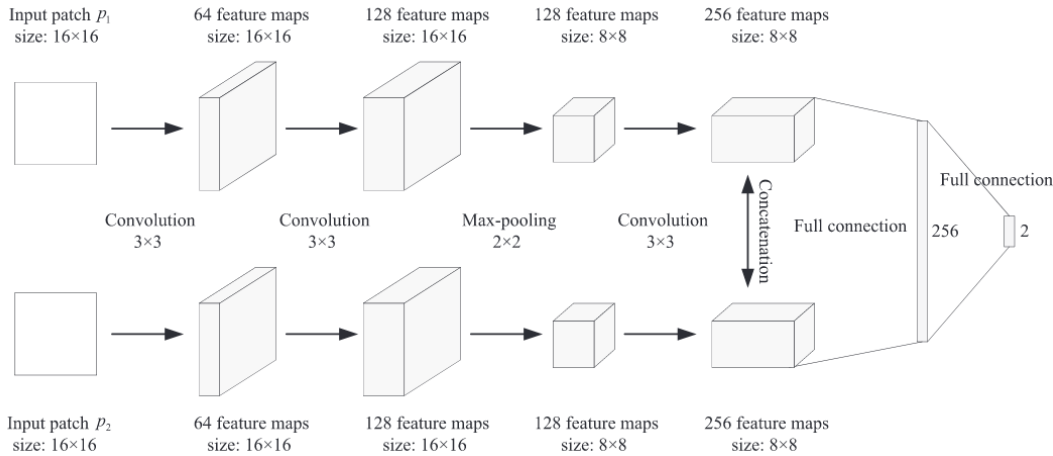 Input patch p₁
size: 16×16
64 feature maps
size: 16×16
128 feature maps
size: 16×16
128 feature maps
size: 8×8
256 feature maps
size: 8×8
Convolution
3×3
Convolution
3×3
Max-pooling
2×2
Convolution
3×3
Concatenation
Full connection
256
Full connection
2
Input patch p₂
size: 16×16
64 feature maps
size: 16×16
128 feature maps
size: 16×16
128 feature maps
size: 8×8
256 feature maps
size: 8×8